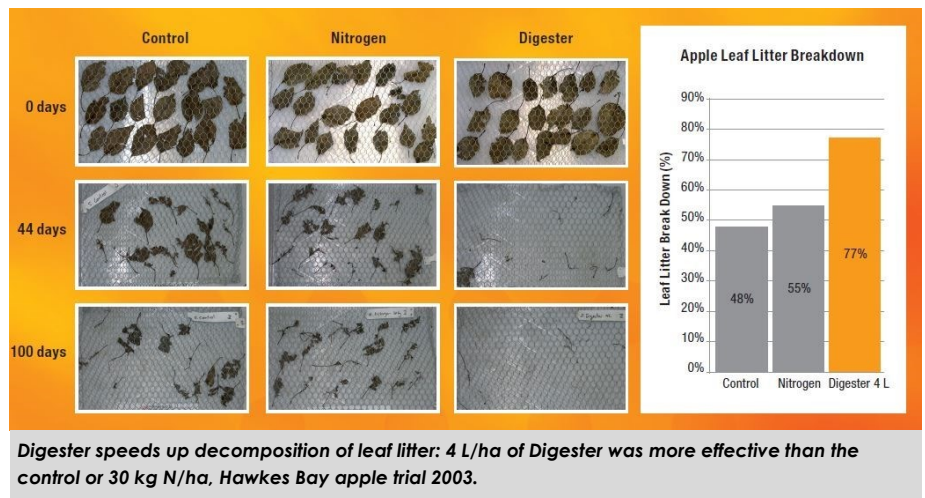 Control
Nitrogen
Digester
0 days
44 days
100 days
Apple Leaf Litter Breakdown
Leaf Litter Break Down (%)
90%
80%
70%
60%
50%
40%
30%
20%
10%
0%
48%
55%
77%
Control
Nitrogen
Digester 4 L
Digester speeds up decomposition of leaf litter: 4 L/ha of Digester was more effective than the
control or 30 kg N/ha, Hawkes Bay apple trial 2003.